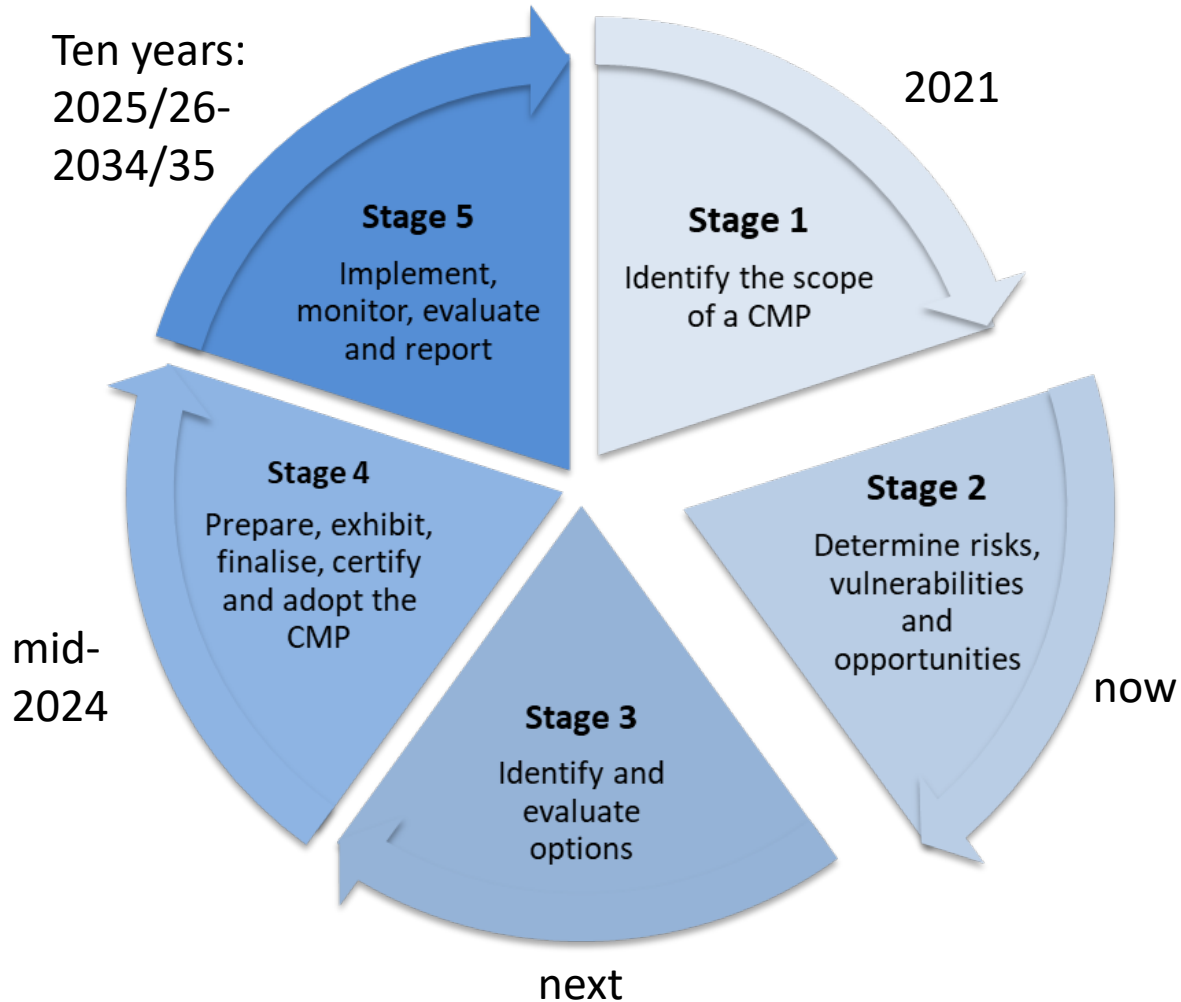 Ten years:
2025/26-
2034/35
2021
Stage 1
Identify the scope
of a CMP
Stage 2
Determine risks,
vulnerabilities
and
opportunities
now
Stage 3
Identify and
evaluate
options
next
Stage 4
Prepare, exhibit,
finalise, certify
and adopt the
CMP
mid-
2024
Stage 5
Implement,
monitor, evaluate
and report